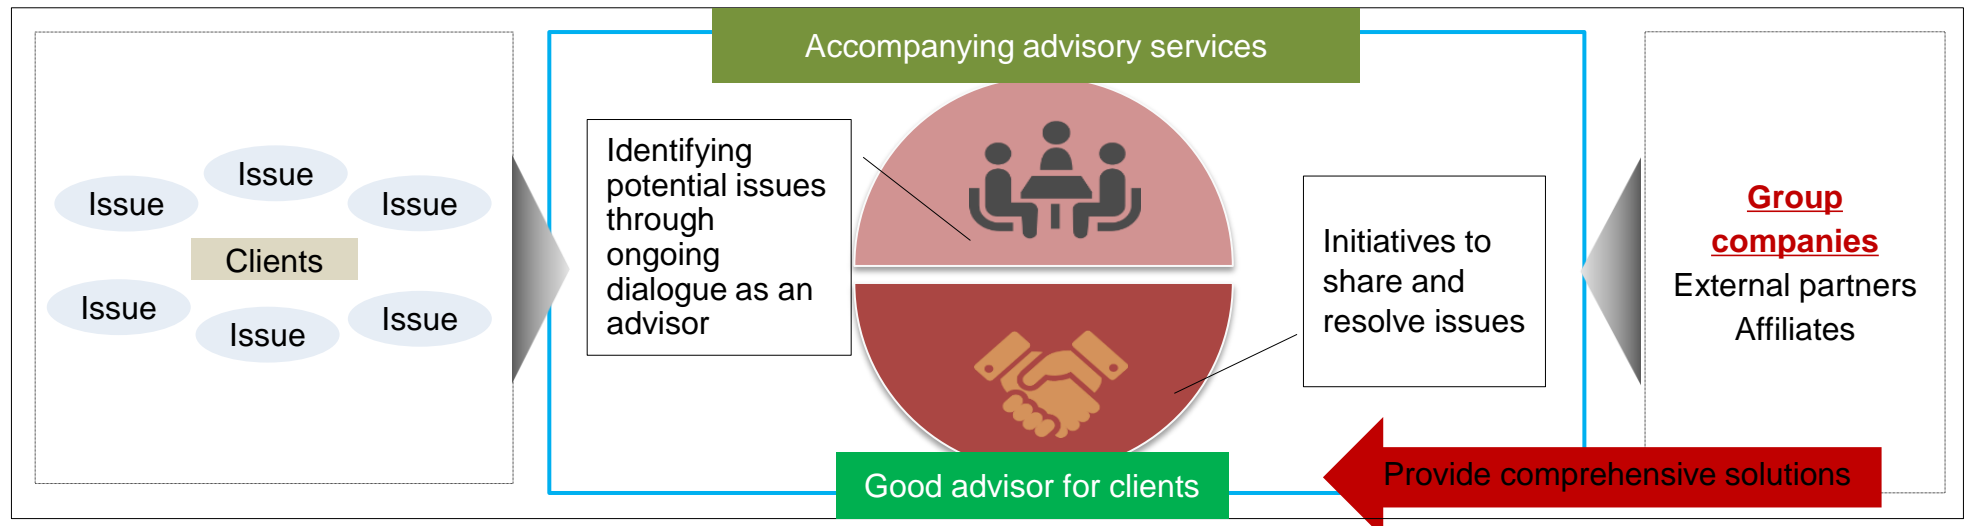 Accompanying advisory services
Issue
Issue
Issue
Clients
Issue
Issue
Issue
Identifying
potential issues
through
ongoing
dialogue as an
advisor
Initiatives to
share and
resolve issues
Group
companies
External partners
Affiliates
Good advisor for clients
Provide comprehensive solutions